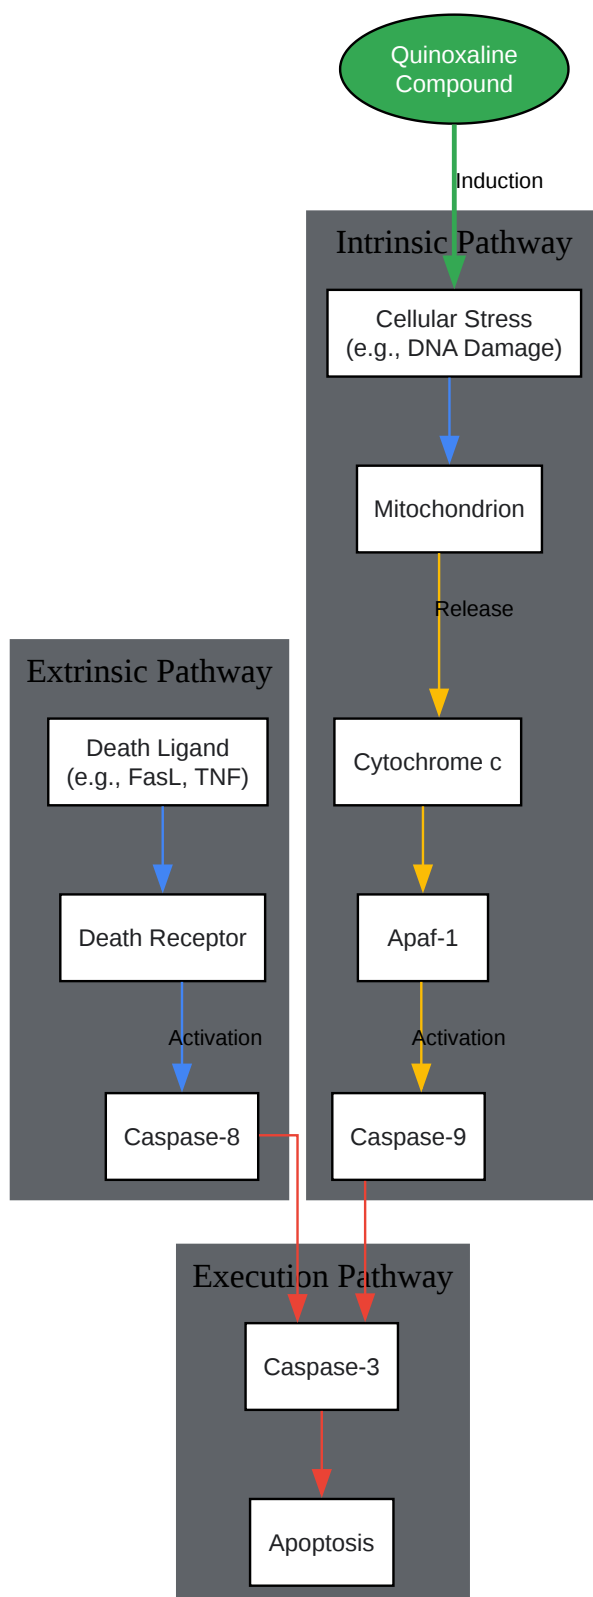 Quinoxaline
Compound
Induction
Intrinsic Pathway
Cellular Stress
(e.g., DNA Damage)
Mitochondrion
Release
Cytochrome c
Apaf-1
Activation
Caspase-9
Extrinsic Pathway
Death Ligand
(e.g., FasL, TNF)
Death Receptor
Activation
Caspase-8
Execution Pathway
Caspase-3
Apoptosis